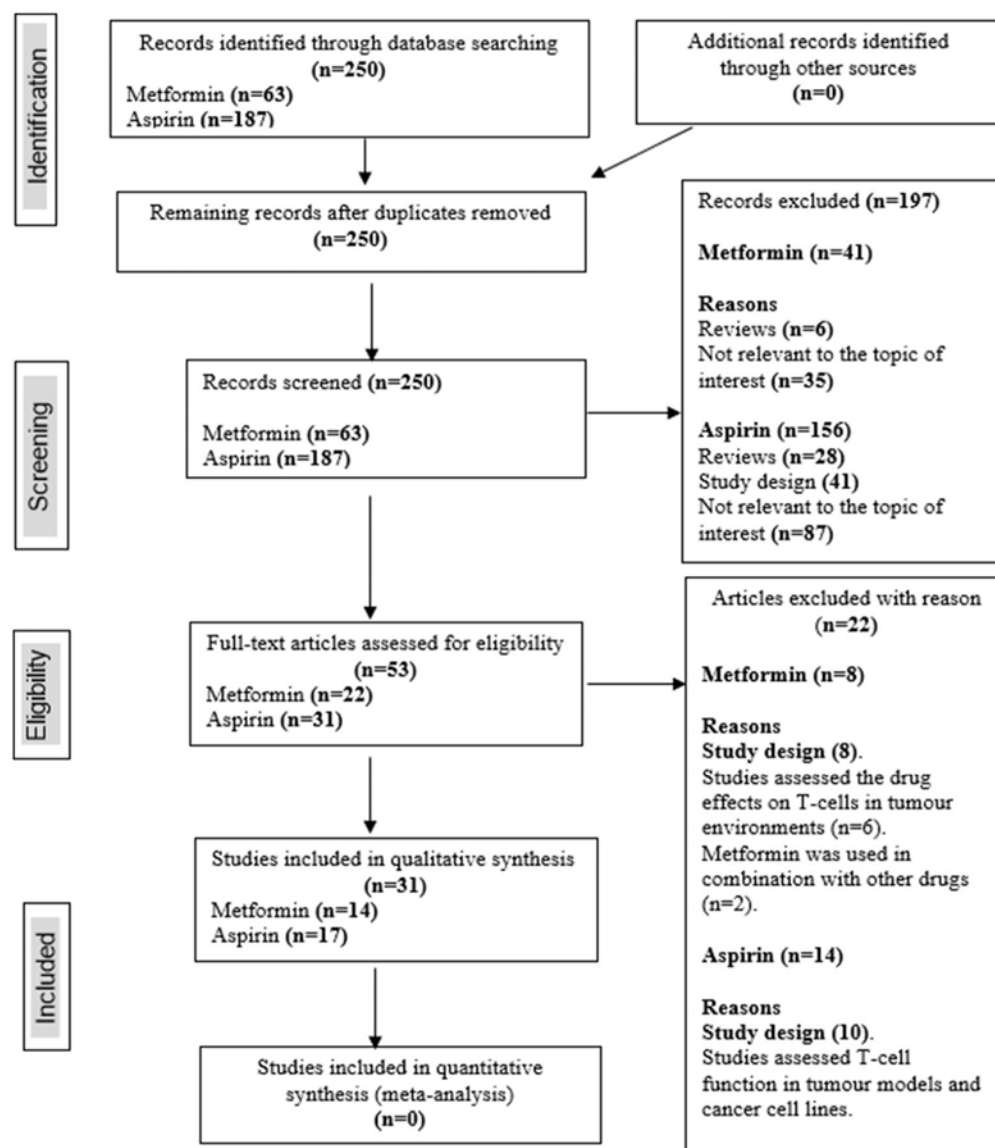 Identification
Records identified through database searching
(n=250)
Metformin (n=63)
Aspirin (n=187)
Additional records identified
through other sources
(n=0)
Remaining records after duplicates removed
(n=250)
Records excluded (n=197)
Metformin (n=41)
Reasons
Reviews (n=6)
Not relevant to the topic of
interest (n=35)
Aspirin (n=156)
Reviews (n=28)
Study design (41)
Not relevant to the topic of
interest (n=87)
Screening
Records screened (n=250)
Metformin (n=63)
Aspirin (n=187)
Eligibility
Full-text articles assessed for eligibility
(n=53)
Metformin (n=22)
Aspirin (n=31)
Articles excluded with reason
(n=22)
Metformin (n=8)
Reasons
Study design (8).
Studies assessed the drug
effects on T-cells in tumour
environments (n=6).
Metformin was used in
combination with other drugs
(n=2).
Aspirin (n=14)
Reasons
Study design (10).
Studies assessed T-cell
function in tumour models and
cancer cell lines.
Included
Studies included in qualitative synthesis
(n=31)
Metformin (n=14)
Aspirin (n=17)
Studies included in quantitative
synthesis (meta-analysis)
(n=0)